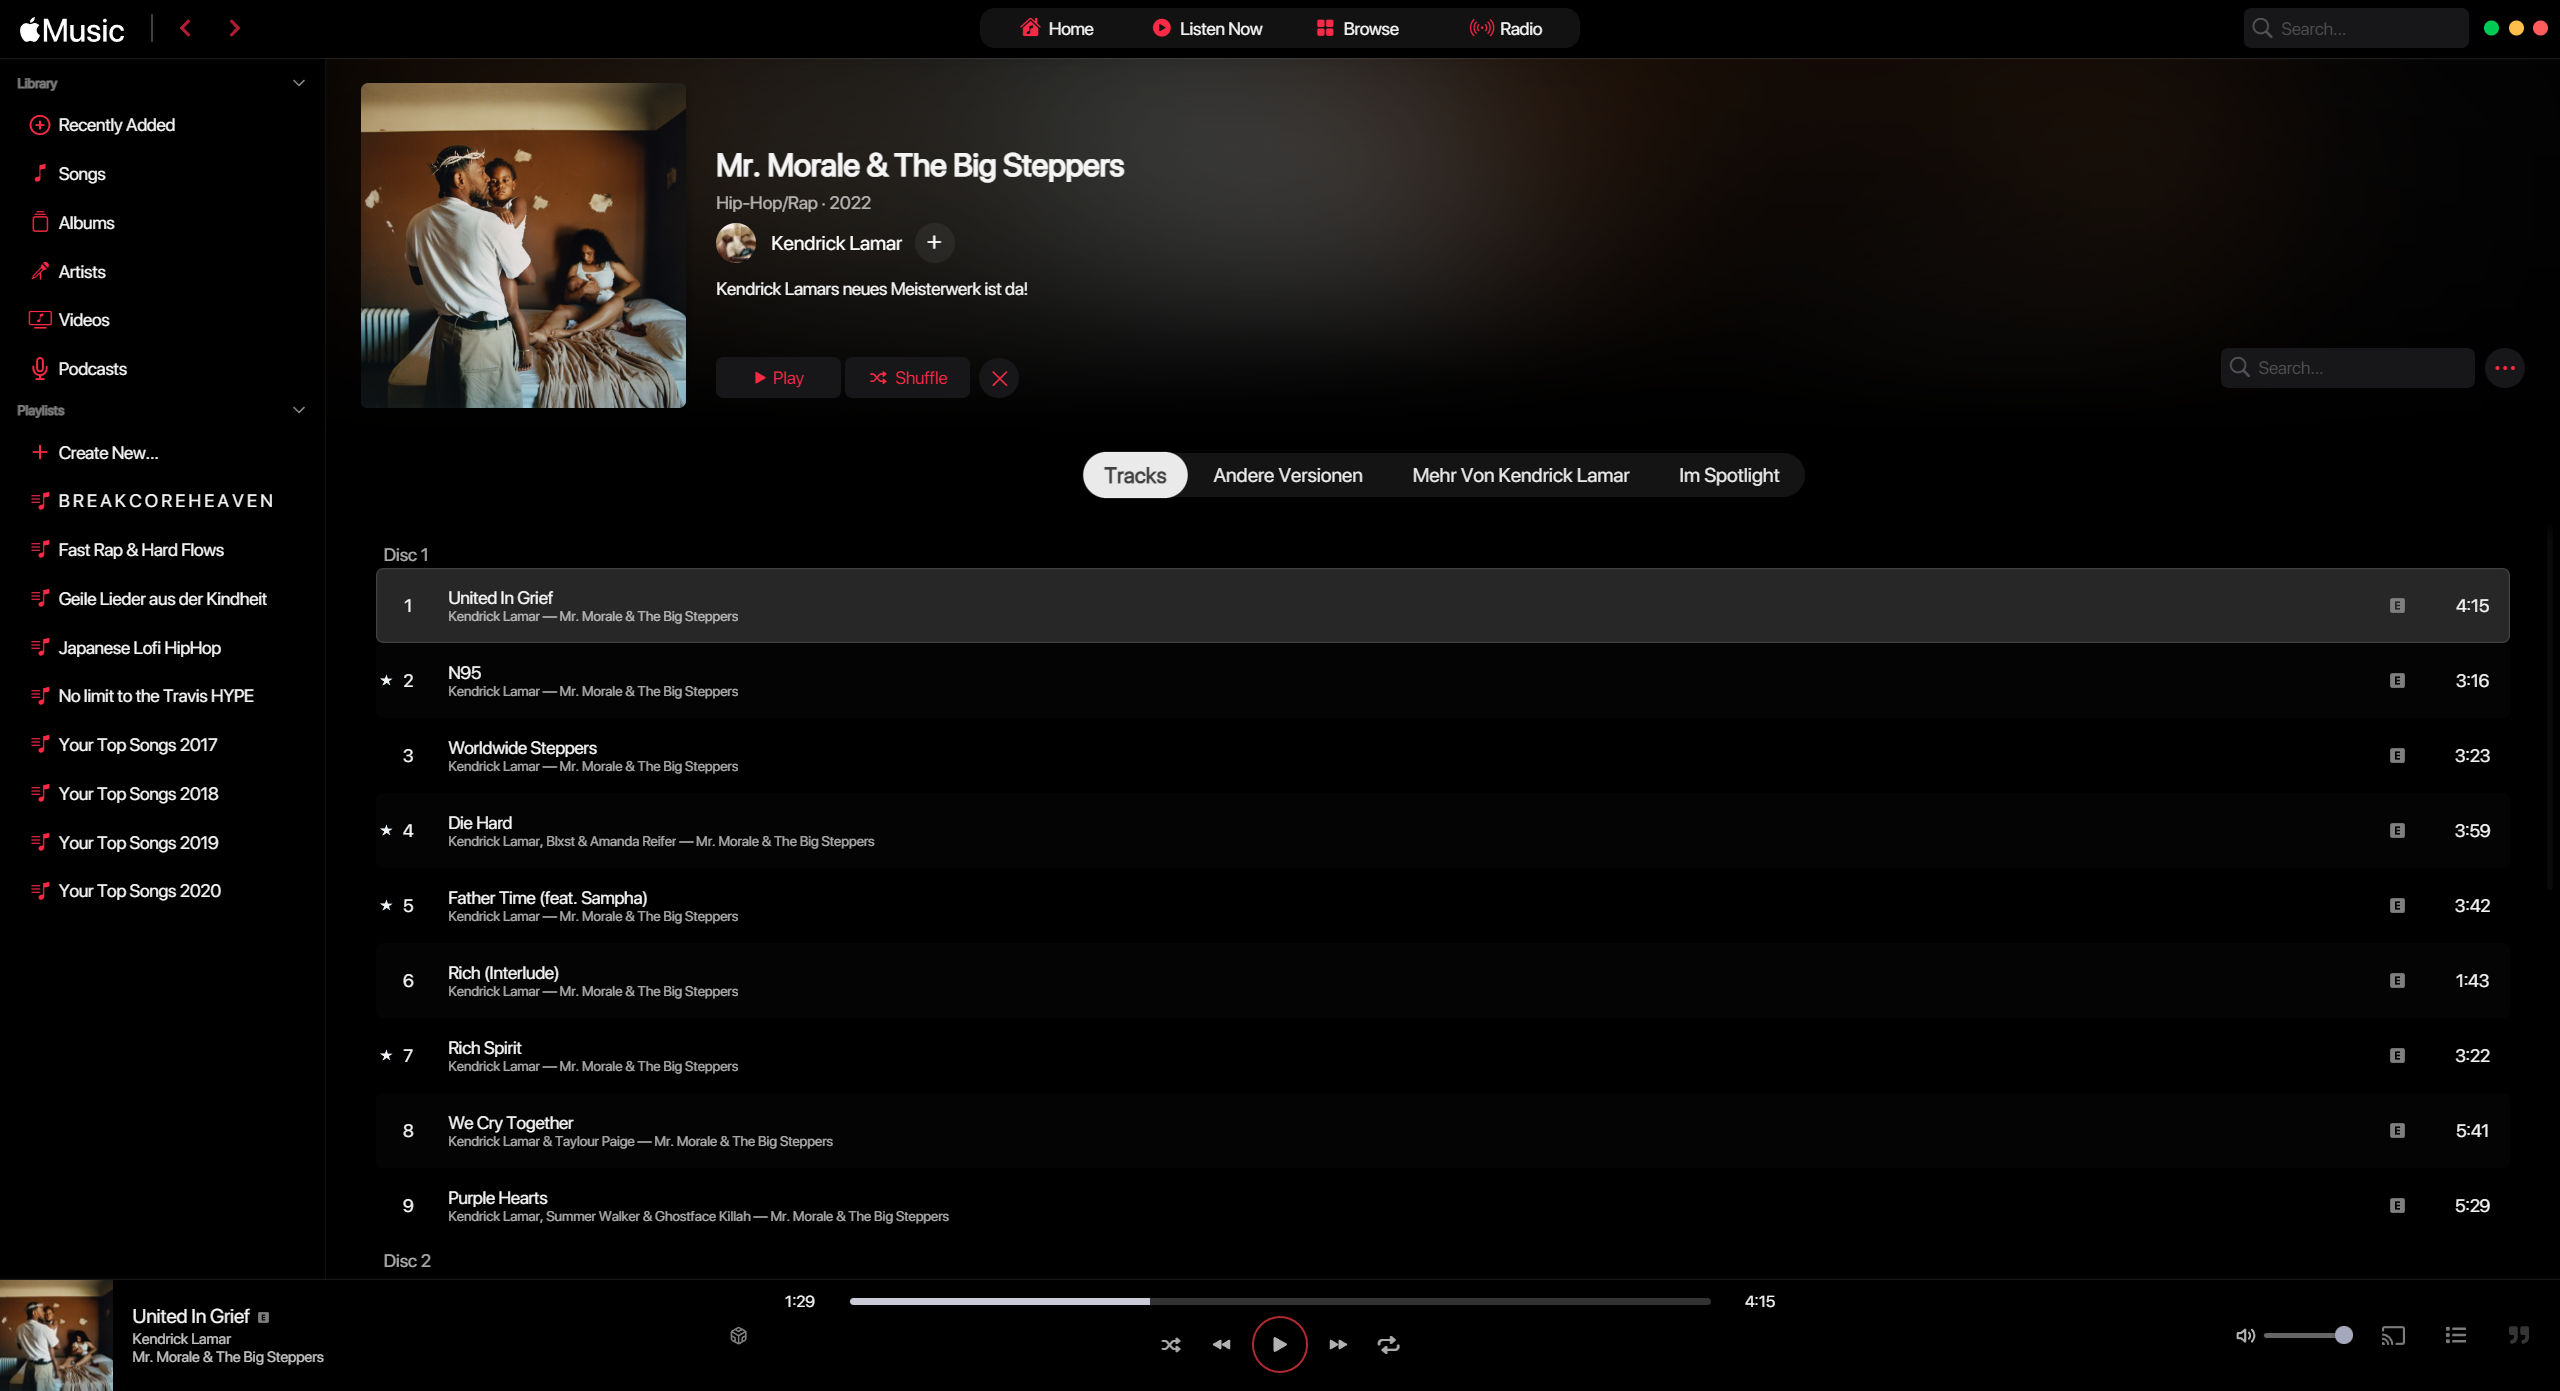 Music
Home
Listen Now
Browse
Radio
Search...
Library
Recently Added
Songs
Albums
Artists
Videos
Podcasts
Playlists
Create New...
BREAKCOREHEAVEN
Fast Rap & Hard Flows
Geile Lieder aus der Kindheit
Japanese Lofi HipHop
No limit to the Travis HYPE
Your Top Songs 2017
Your Top Songs 2018
Your Top Songs 2019
Your Top Songs 2020
Mr. Morale & The Big Steppers
Hip-Hop/Rap · 2022
Kendrick Lamar
Kendrick Lamars neues Meisterwerk ist da!
Play
Shuffle
Search...
Tracks
Andere Versionen
Mehr Von Kendrick Lamar
Im Spotlight
Disc 1
1 United In Grief E 4:15
Kendrick Lamar — Mr. Morale & The Big Steppers
★ 2 N95 E 3:16
Kendrick Lamar — Mr. Morale & The Big Steppers
3 Worldwide Steppers E 3:23
Kendrick Lamar — Mr. Morale & The Big Steppers
★ 4 Die Hard E 3:59
Kendrick Lamar, Blxst & Amanda Reifer — Mr. Morale & The Big Steppers
★ 5 Father Time (feat. Sampha) E 3:42
Kendrick Lamar — Mr. Morale & The Big Steppers
6 Rich (Interlude) E 1:43
Kendrick Lamar — Mr. Morale & The Big Steppers
★ 7 Rich Spirit E 3:22
Kendrick Lamar — Mr. Morale & The Big Steppers
8 We Cry Together E 5:41
Kendrick Lamar & Taylour Paige — Mr. Morale & The Big Steppers
9 Purple Hearts E 5:29
Kendrick Lamar, Summer Walker & Ghostface Killah — Mr. Morale & The Big Steppers
Disc 2
United In Grief E
Kendrick Lamar
Mr. Morale & The Big Steppers
1:29
4:15